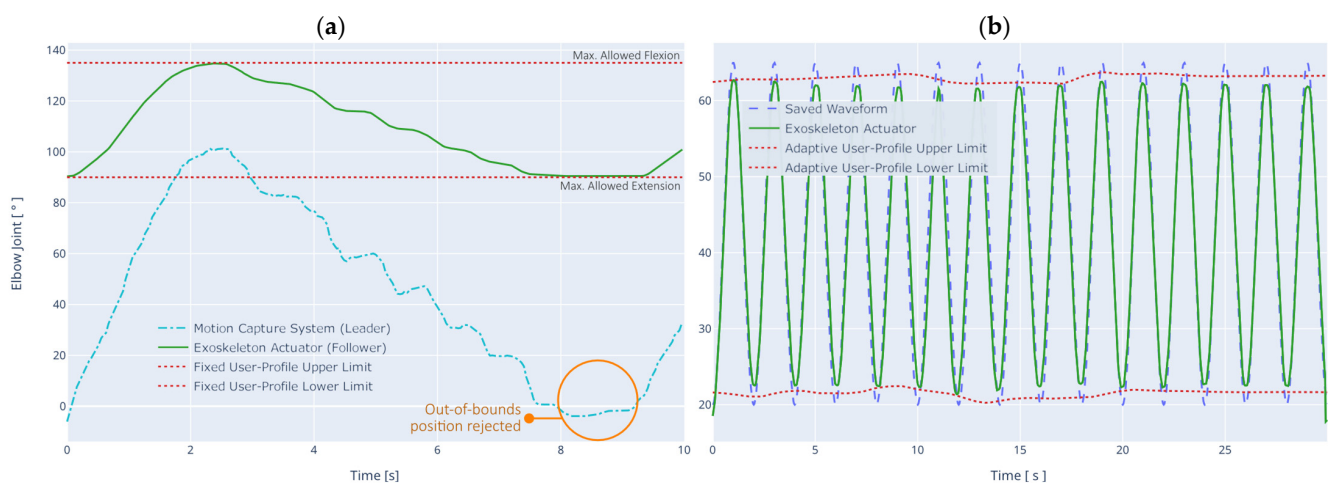 (a)
Elbow Joint [ ° ]
140
120
100
80
60
40
20
0
Max. Allowed Flexion
Max. Allowed Extension
Motion Capture System (Leader)
Exoskeleton Actuator (Follower)
Fixed User-Profile Upper Limit
Fixed User-Profile Lower Limit
Out-of-bounds
position rejected
0 2 4 6 8 10
Time [s]
(b)
60
50
40
30
20
Saved Waveform
Exoskeleton Actuator
Adaptive User-Profile Upper Limit
Adaptive User-Profile Lower Limit
0 5 10 15 20 25
Time [ s ]